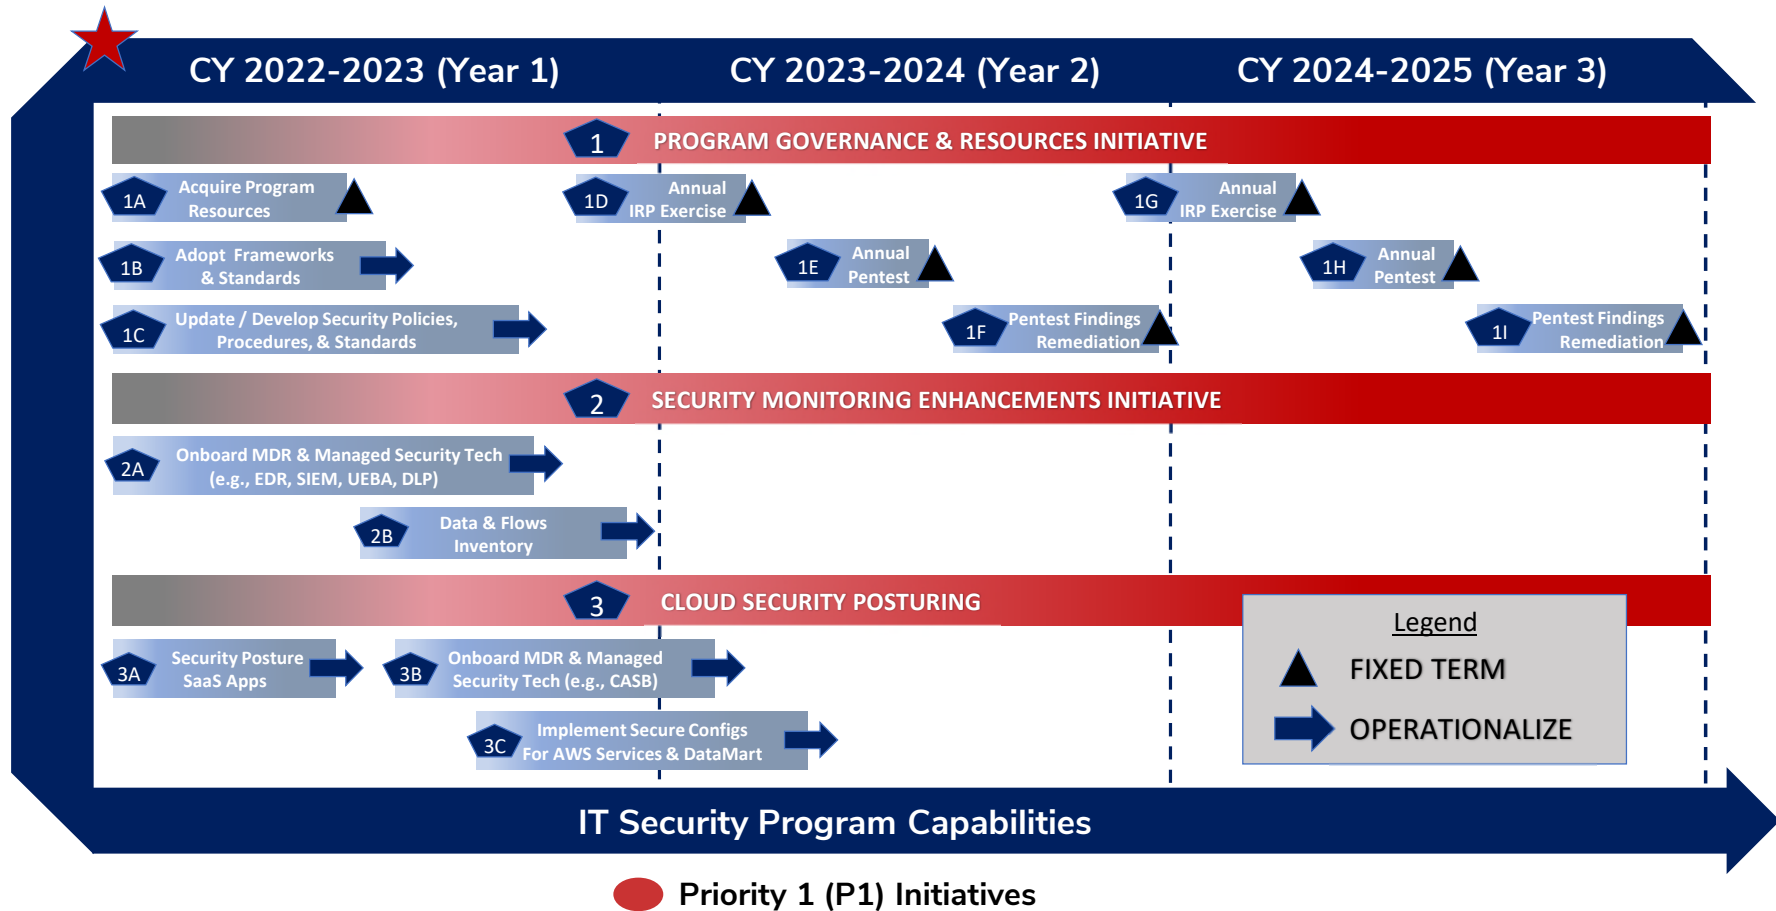 CY 2022-2023 (Year 1)
CY 2023-2024 (Year 2)
CY 2024-2025 (Year 3)
1
PROGRAM GOVERNANCE & RESOURCES INITIATIVE
1A
Acquire Program
Resources
1D
Annual
IRP Exercise
1G
Annual
IRP Exercise
1B
Adopt Frameworks
& Standards
1E
Annual
Pentest
1H
Annual
Pentest
1C
Update / Develop Security Policies,
Procedures, & Standards
1F
Pentest Findings
Remediation
1I
Pentest Findings
Remediation
2
SECURITY MONITORING ENHANCEMENTS INITIATIVE
2A
Onboard MDR & Managed Security Tech
(e.g., EDR, SIEM, UEBA, DLP)
2B
Data & Flows
Inventory
3
CLOUD SECURITY POSTURING
3A
Security Posture
SaaS Apps
3B
Onboard MDR & Managed
Security Tech (e.g., CASB)
3C
Implement Secure Configs
For AWS Services & DataMart
Legend
FIXED TERM
OPERATIONALIZE
IT Security Program Capabilities
Priority 1 (P1) Initiatives